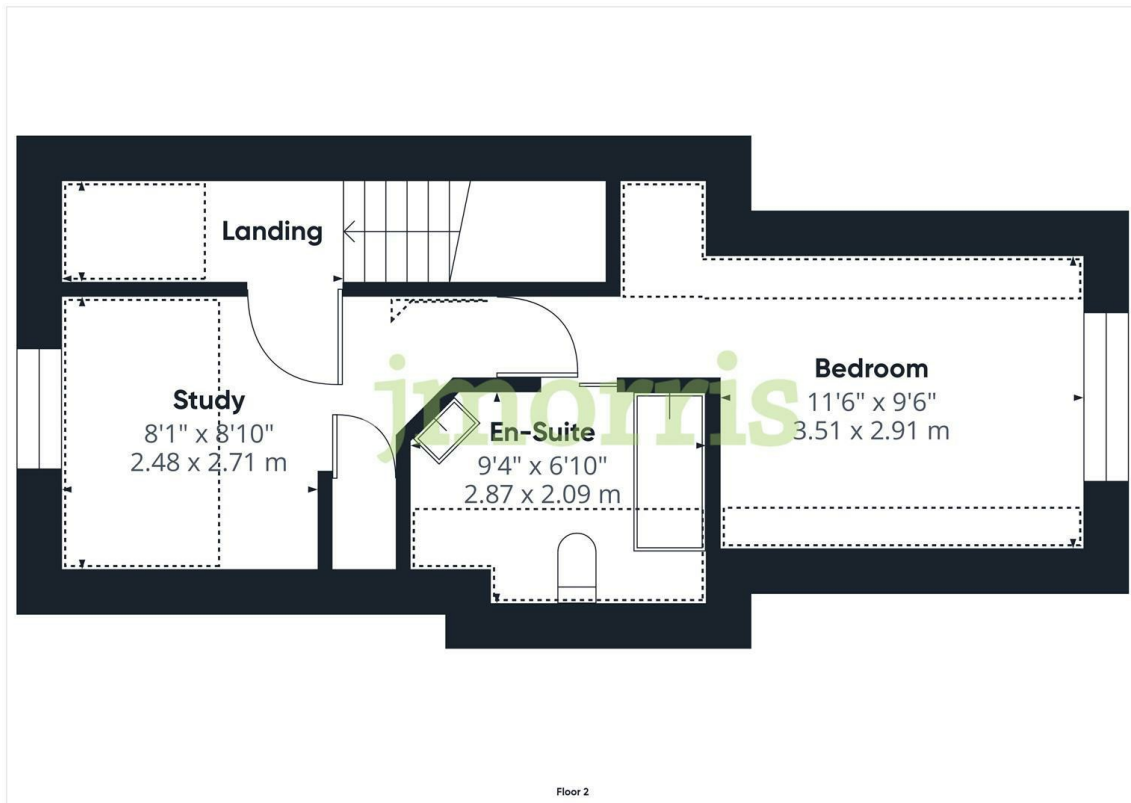 Landing
Study
8'1" x 8'10"
2.48 x 2.71 m
En-Suite
9'4" x 6'10"
2.87 x 2.09 m
Bedroom
11'6" x 9'6"
3.51 x 2.91 m
jmorris
Floor 2